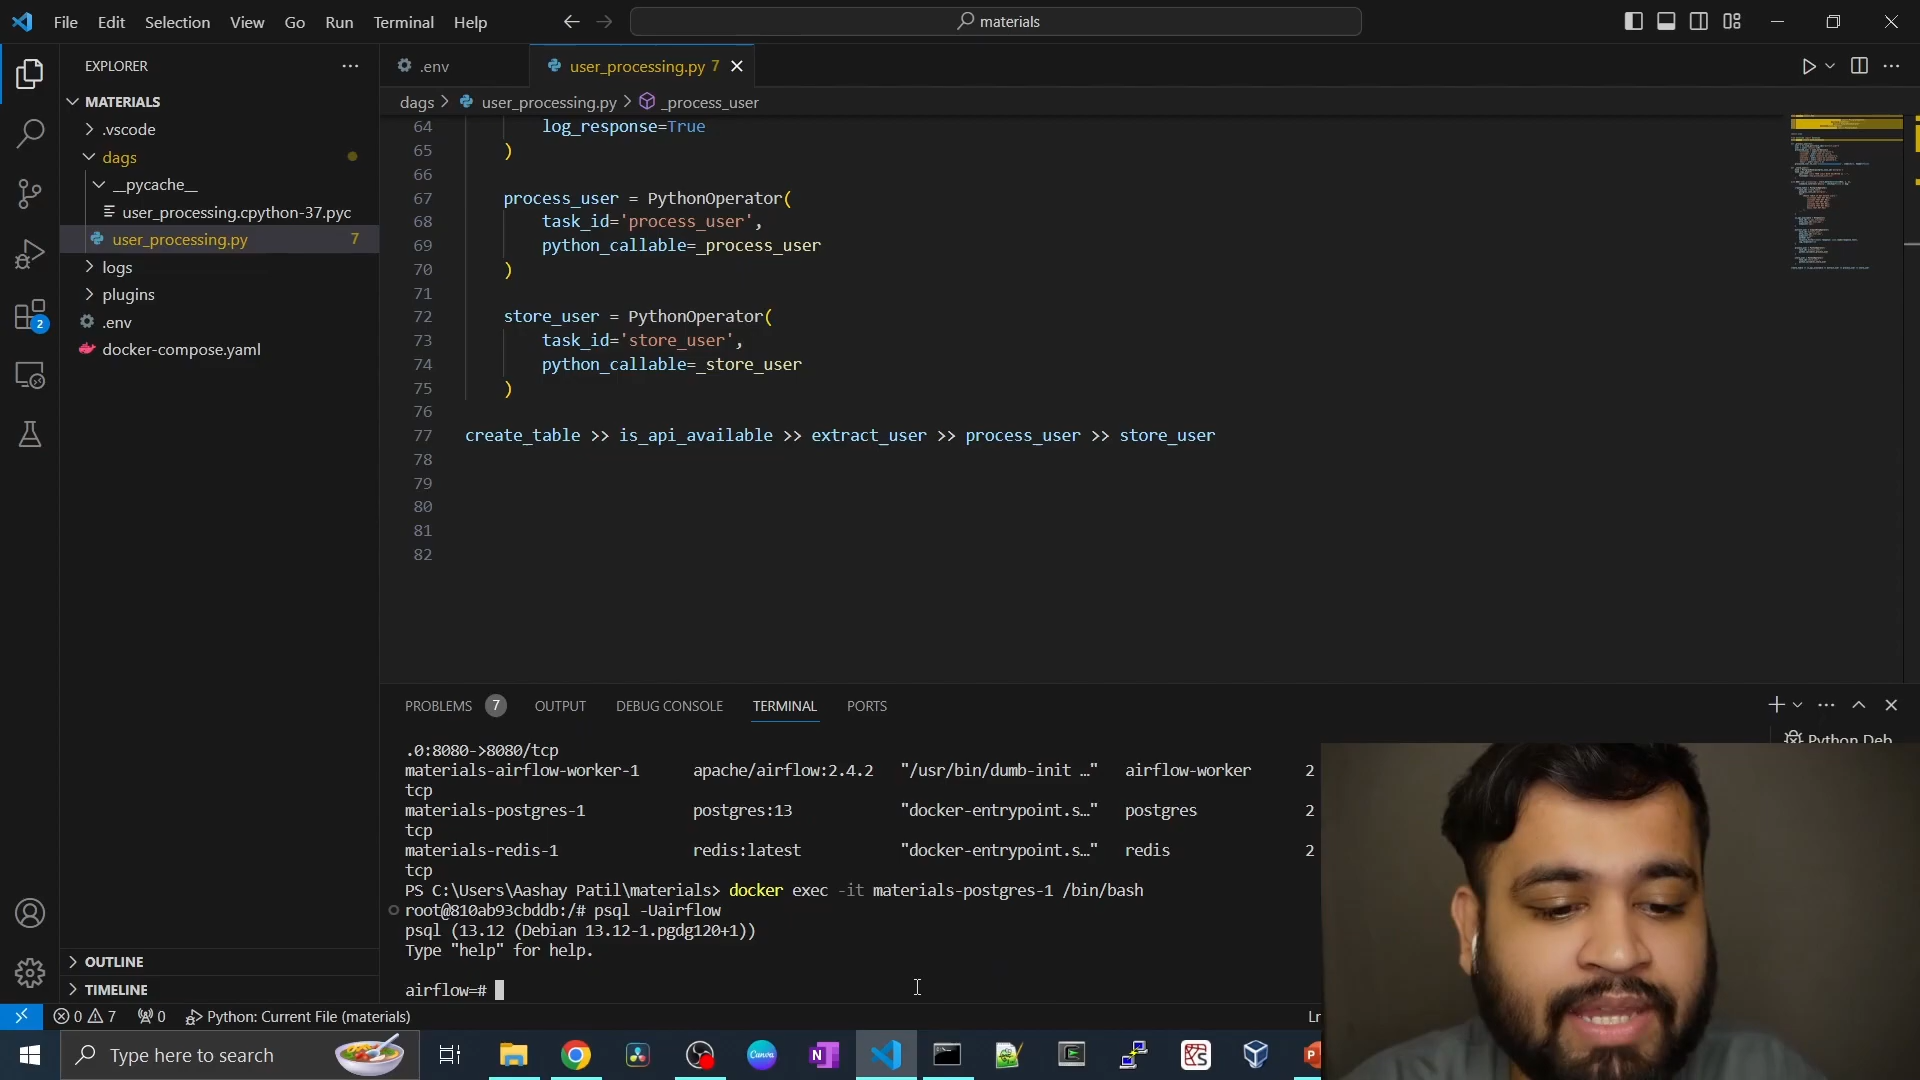 File Edit Selection View Go Run Terminal Help
materials
EXPLORER
MATERIALS
.vscode
dags
__pycache__
user_processing.cpython-37.pyc
user_processing.py 7
logs
plugins
.env
docker-compose.yaml
OUTLINE
TIMELINE
.env
user_processing.py 7
dags > user_processing.py > _process_user
64 log_response=True
65 )
66
67 process_user = PythonOperator(
68 task_id='process_user',
69 python_callable=_process_user
70 )
71
72 store_user = PythonOperator(
73 task_id='store_user',
74 python_callable=_store_user
75 )
76
77 create_table >> is_api_available >> extract_user >> process_user >> store_user
78
79
80
81
82
PROBLEMS 7 OUTPUT DEBUG CONSOLE TERMINAL PORTS
Python Deb
.0:8080->8080/tcp
materials-airflow-worker-1 apache/airflow:2.4.2 "/usr/bin/dumb-init …" airflow-worker 2
tcp
materials-postgres-1 postgres:13 "docker-entrypoint.s…" postgres 2
tcp
materials-redis-1 redis:latest "docker-entrypoint.s…" redis 2
tcp
PS C:\Users\Aashay Patil\materials> docker exec -it materials-postgres-1 /bin/bash
root@810ab93cbddb:/# psql -Uairflow
psql (13.12 (Debian 13.12-1.pgdg120+1))
Type "help" for help.
airflow=#
2
0 7 0 Python: Current File (materials) Ln
Type here to search
Canva